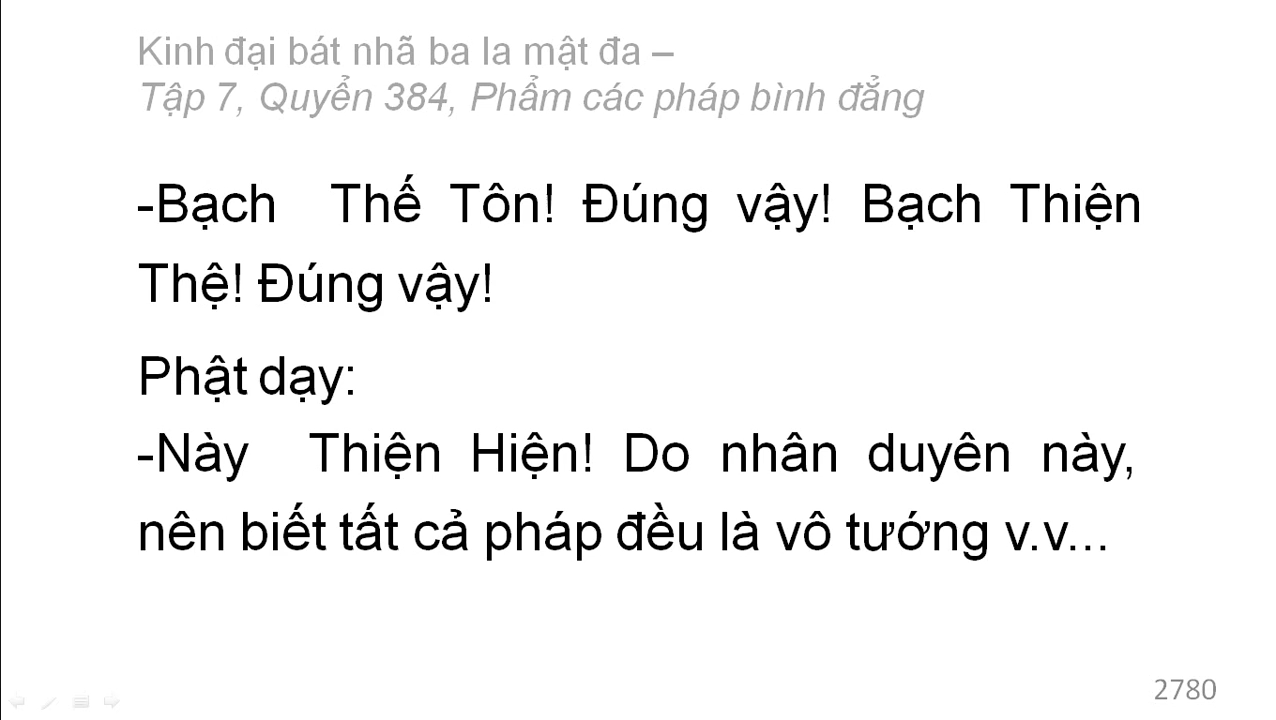 Kinh đại bát nhã ba la mật đa –
Tập 7, Quyển 384, Phẩm các pháp bình đẳng
-Bạch Thế Tôn! Đúng vậy! Bạch Thiện
Thệ! Đúng vậy!
Phật dạy:
-Này Thiện Hiện! Do nhân duyên này,
nên biết tất cả pháp đều là vô tướng v.v...
2780